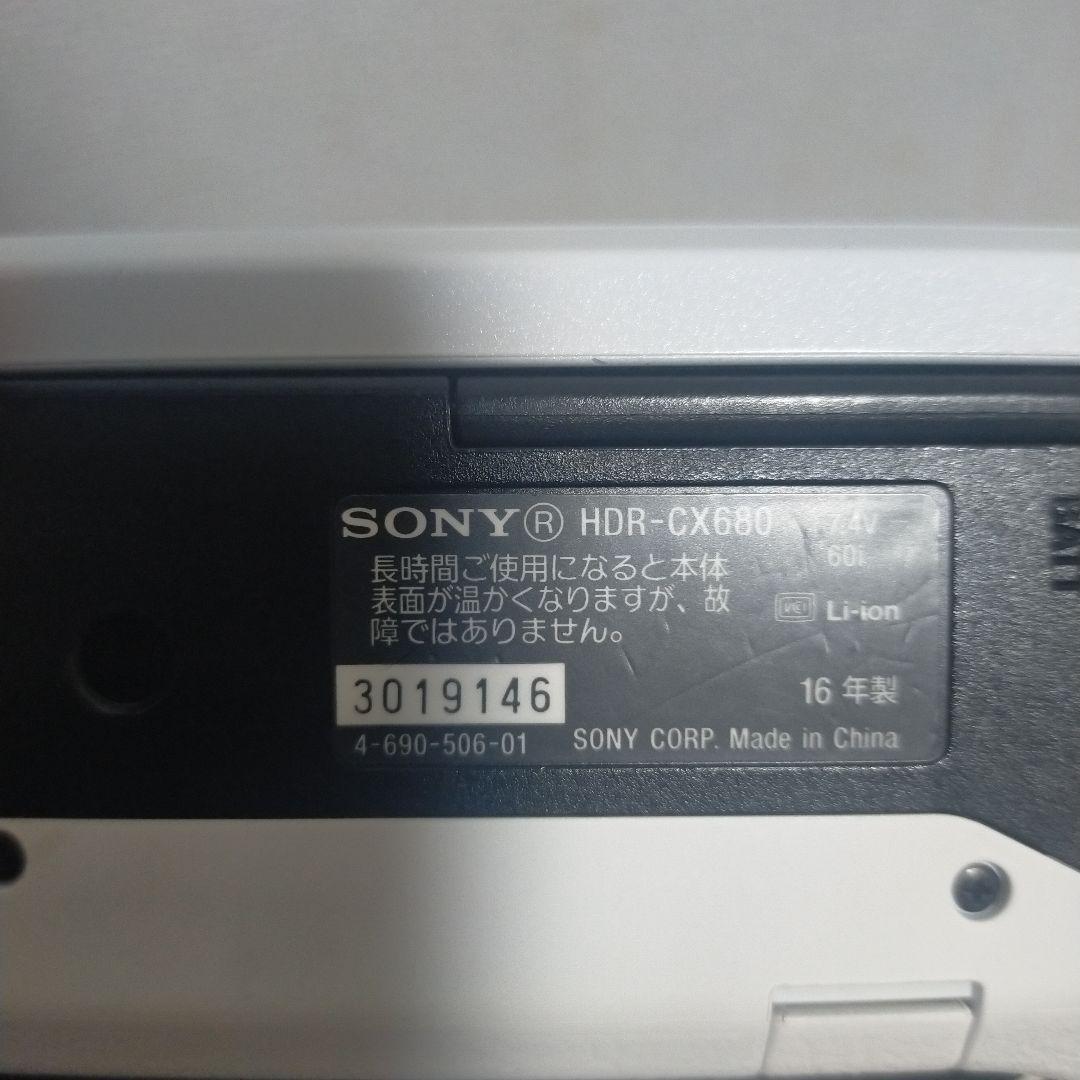 SONY® HDR-CX680 7.4V
60i
長時間ご使用になると本体
表面が温かくなりますが、故
障ではありません。
VCI Li-ion
3019146
16 年製
4-690-506-01 SONY CORP. Made in China